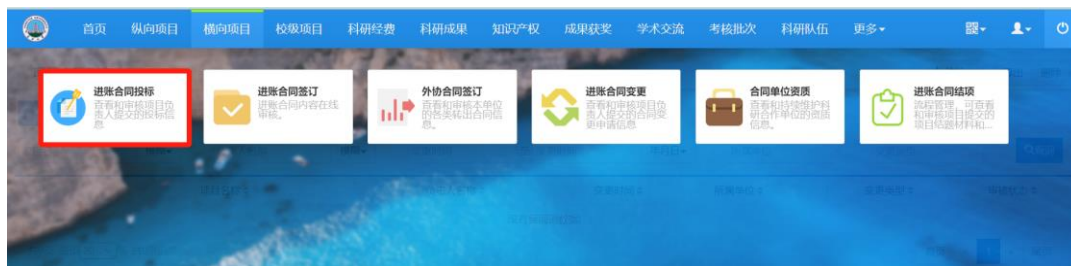 首页 纵向项目 横向项目 校级项目 科研经费 科研成果 知识产权 成果获奖 学术交流 考核批次 科研队伍 更多
进账合同投标
查看和审核项目负
责人提交的投标信
息
进账合同签订
进账合同内容在线
审核。
外协合同签订
查看和审核本单位
的各类转出合同信
息。
进账合同变更
查看和审核项目负
责人提交的合同变
更申请信息
合同单位资质
查看和持续维护科
研合作单位的资质
信息。
进账合同结项
流程管理，可查看
和审核项目提交的
项目结题材料和...